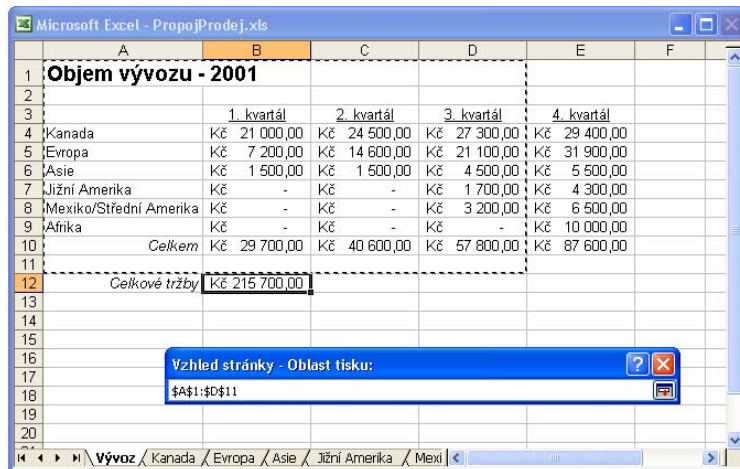 Microsoft Excel - PropojProdej.xls
A B C D E F
1 Objem vývozu - 2001
2
3 1. kvartál 2. kvartál 3. kvartál 4. kvartál
4 Kanada Kč 21 000,00 Kč 24 500,00 Kč 27 300,00 Kč 29 400,00
5 Evropa Kč 7 200,00 Kč 14 600,00 Kč 21 100,00 Kč 31 900,00
6 Asie Kč 1 500,00 Kč 1 500,00 Kč 4 500,00 Kč 5 500,00
7 Jižní Amerika Kč - Kč - Kč 1 700,00 Kč 4 300,00
8 Mexiko/Střední Amerika Kč - Kč - Kč 3 200,00 Kč 6 500,00
9 Afrika Kč - Kč - Kč - Kč 10 000,00
10 Celkem Kč 29 700,00 Kč 40 600,00 Kč 57 800,00 Kč 87 600,00
11
12 Celkové tržby Kč 215 700,00
13
14
15
16 Vzhled stránky - Oblast tisku:
17
18 $A$1:$D$11
19
20
Vývoz Kanada Evropa Asie Jižní Amerika Mexi